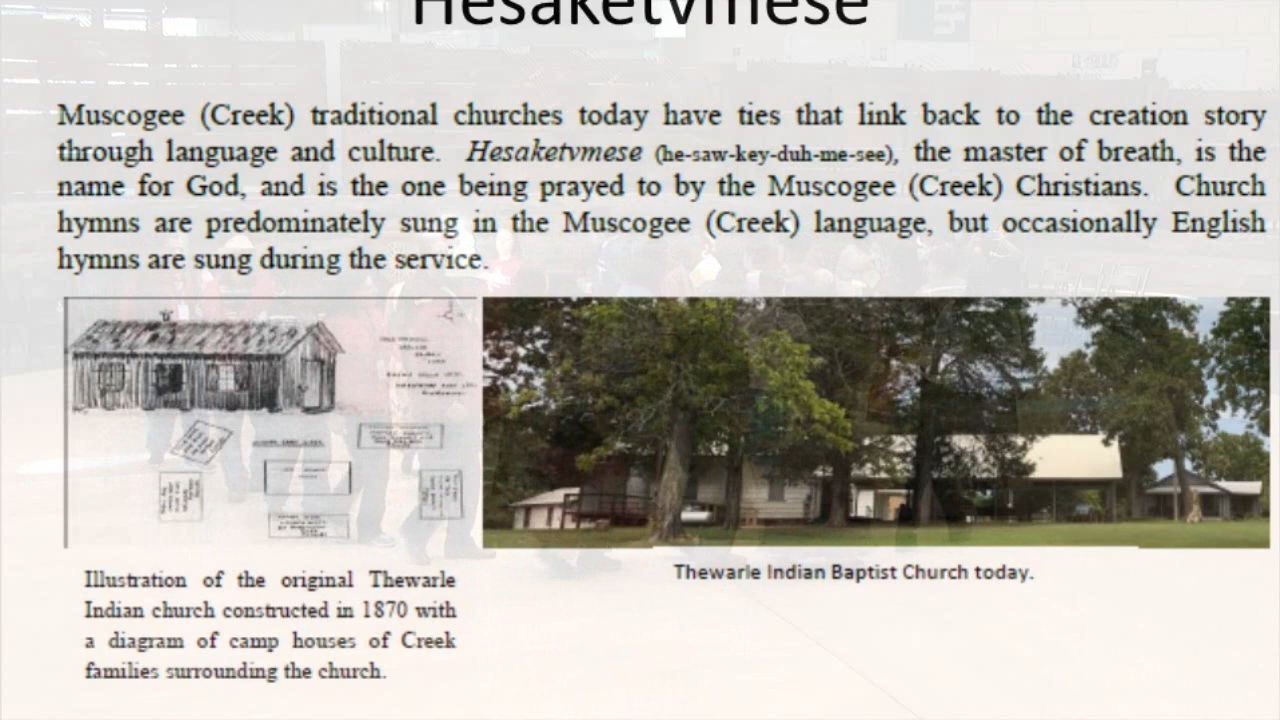 Hesaketvmese
Muscogee (Creek) traditional churches today have ties that link back to the creation story
through language and culture. Hesaketvmese (he-saw-key-duh-me-see), the master of breath, is the
name for God, and is the one being prayed to by the Muscogee (Creek) Christians. Church
hymns are predominately sung in the Muscogee (Creek) language, but occasionally English
hymns are sung during the service.
Illustration of the original Thewarle
Indian church constructed in 1870 with
a diagram of camp houses of Creek
families surrounding the church.
Thewarle Indian Baptist Church today.